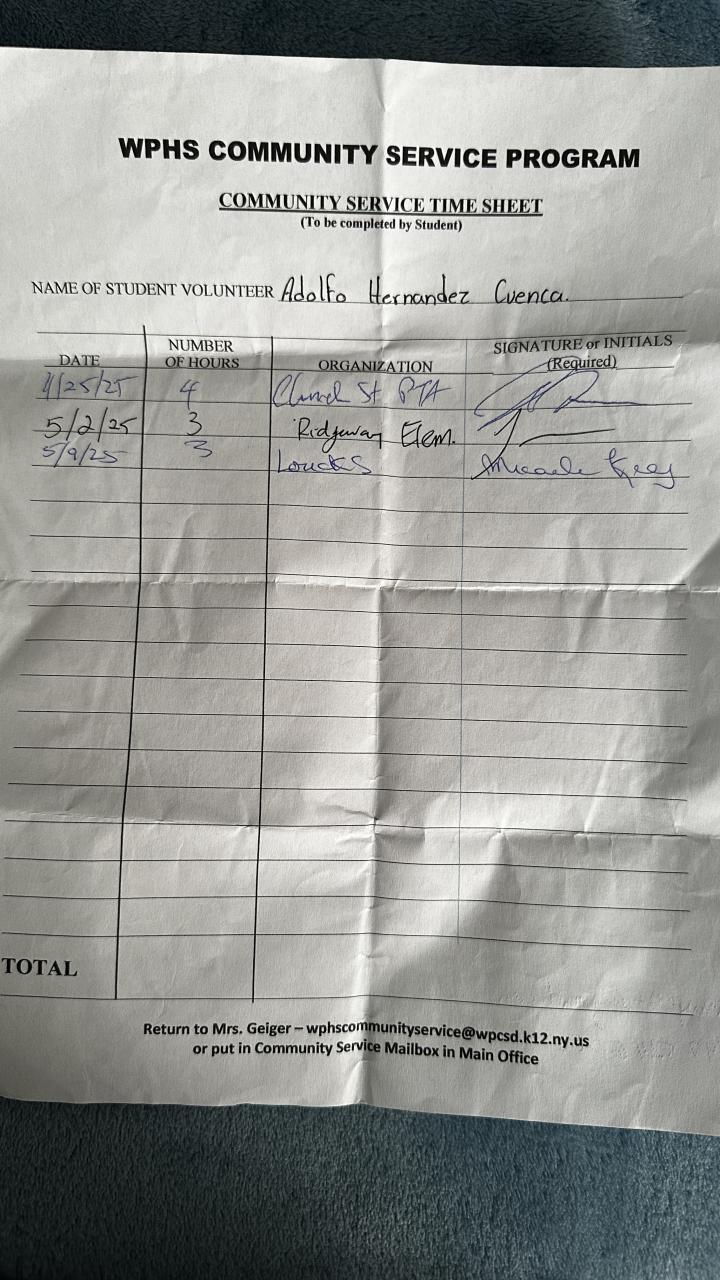 WPHS COMMUNITY SERVICE PROGRAM
COMMUNITY SERVICE TIME SHEET
(To be completed by Student)
NAME OF STUDENT VOLUNTEER Adolfo Hernandez Cuenca.
DATE NUMBER OF HOURS ORGANIZATION SIGNATURE or INITIALS (Required)
4/25/25 4 Church St PTA
5/2/25 3 Ridgeway Elem.
5/9/25 3 Loucks
TOTAL
Return to Mrs. Geiger – wphscommunityservice@wpcsd.k12.ny.us
or put in Community Service Mailbox in Main Office